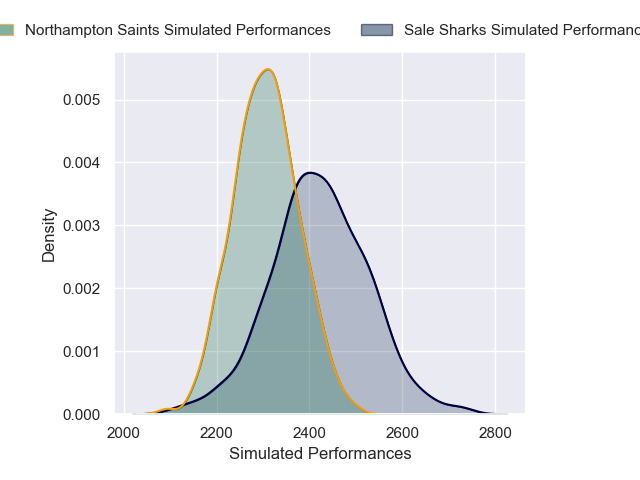 Northampton Saints Simulated Performances
Sale Sharks Simulated
0.005
0.004
0.003
0.002
0.001
0.000
Density
2000 2200 2400 2600 2800
Simulated Performances